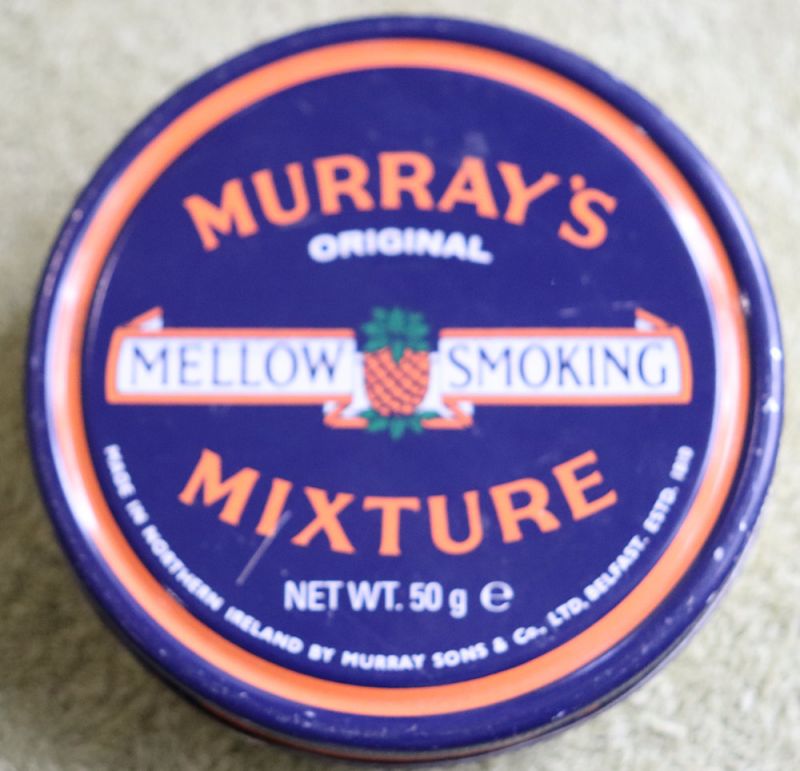 MURRAY'S
ORIGINAL
MELLOW SMOKING
MIXTURE
NET WT. 50 g ℮
MADE IN NORTHERN IRELAND BY MURRAY SONS & Co., LTD, BELFAST. ESTD.